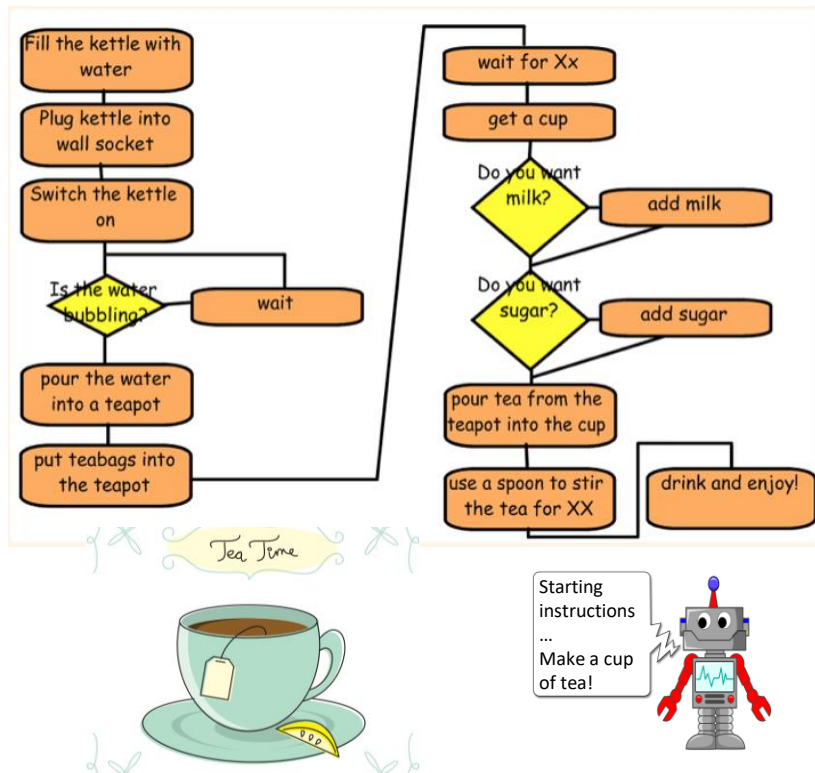 Fill the kettle with
water
Plug kettle into
wall socket
Switch the kettle
on
Is the water
bubbling?
wait
pour the water
into a teapot
put teabags into
the teapot
wait for Xx
get a cup
Do you want
milk?
add milk
Do you want
sugar?
add sugar
pour tea from the
teapot into the cup
use a spoon to stir
the tea for XX
drink and enjoy!
Tea Time
Starting
instructions
...
Make a cup
of tea!